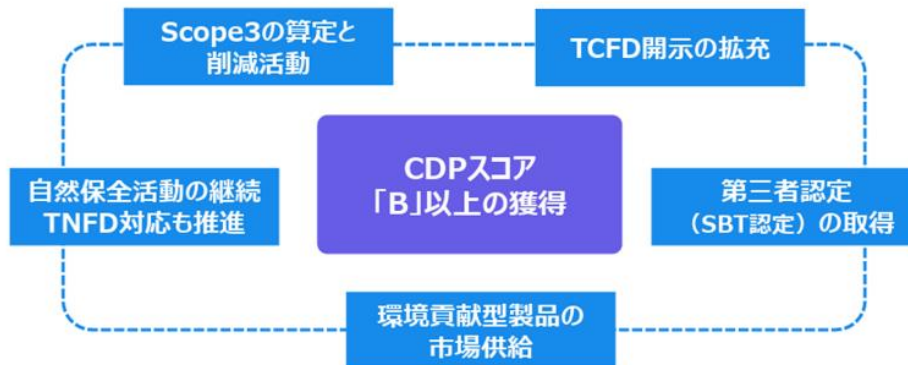 Scope3の算定と
削減活動
TCFD開示の拡充
CDPスコア
「B」以上の獲得
自然保全活動の継続
TNFD対応も推進
第三者認定
（SBT認定）の取得
環境貢献型製品の
市場供給